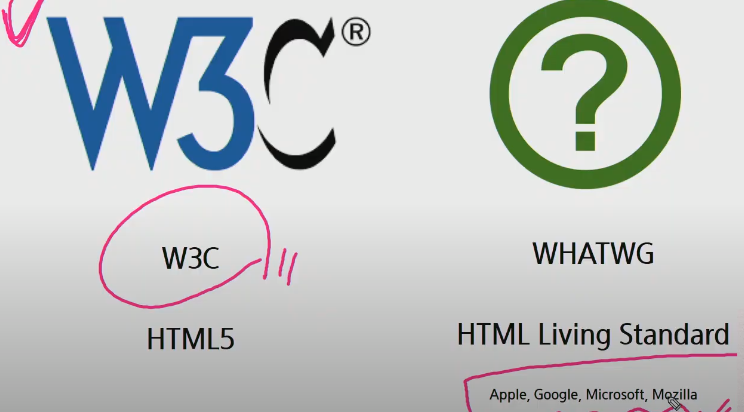 W3C®
?
W3C
WHATWG
HTML5
HTML Living Standard
Apple, Google, Microsoft, Mozilla